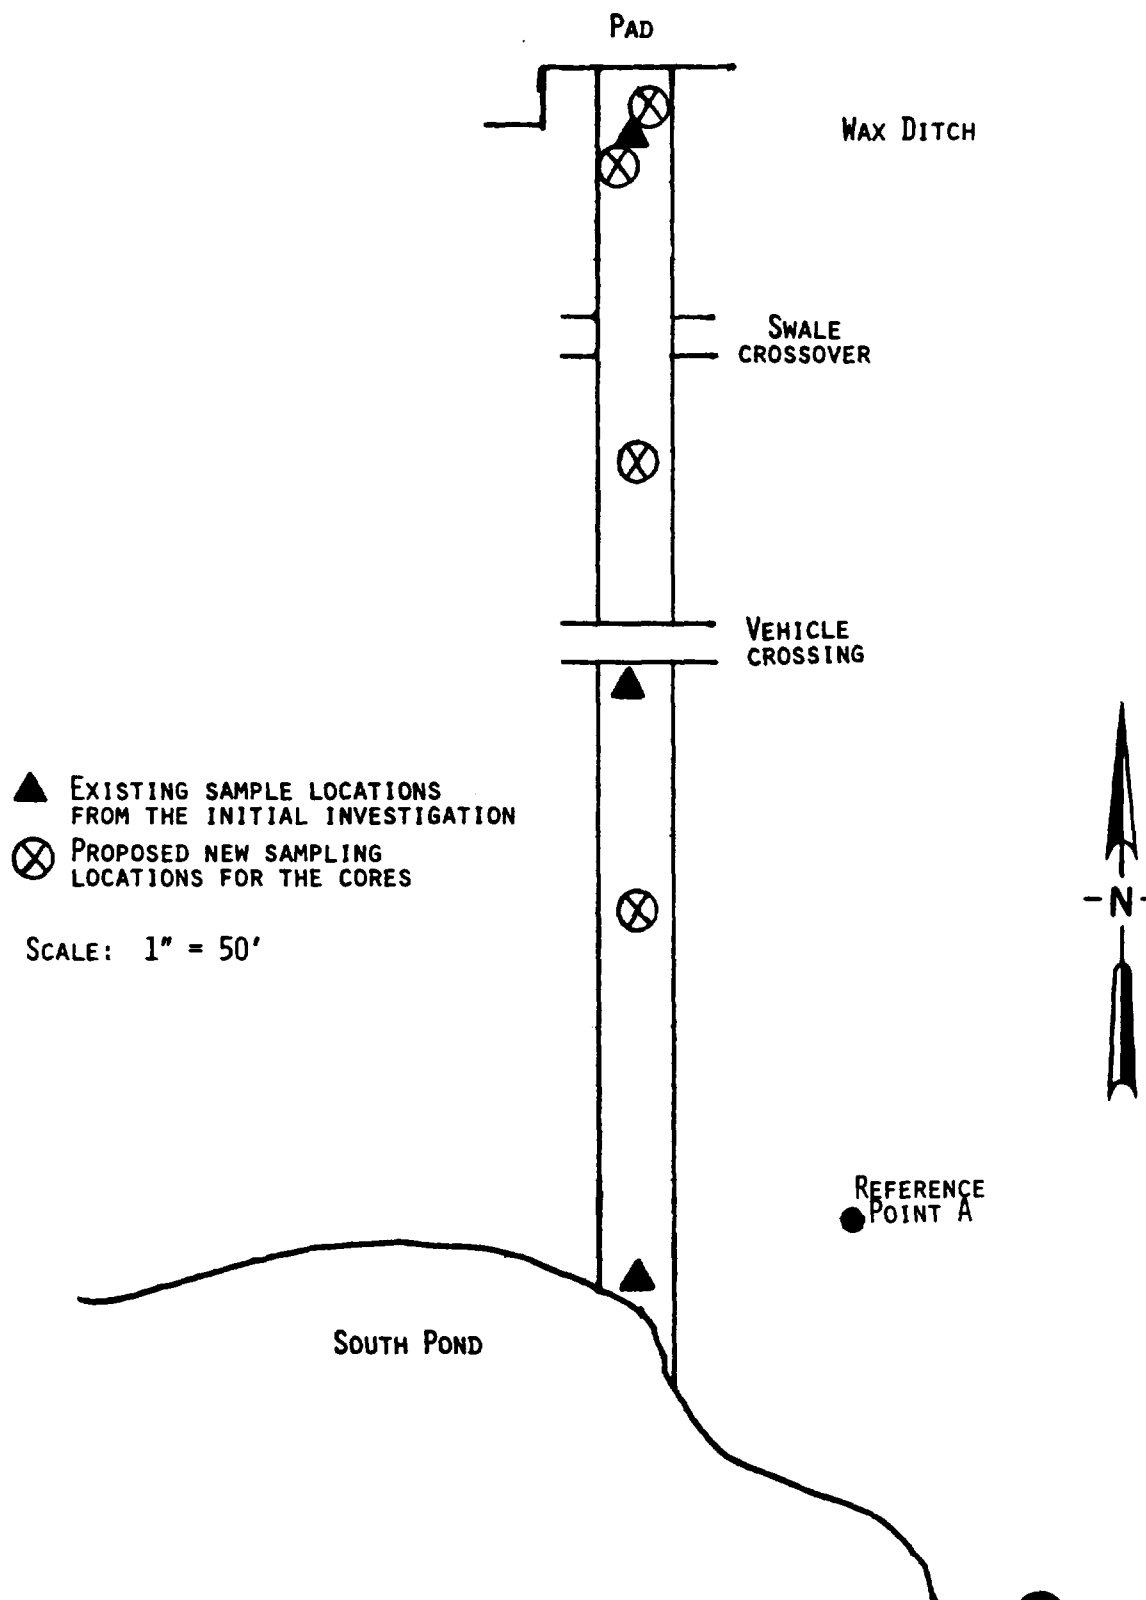 PAD
WAX DITCH
SWALE
CROSSOVER
VEHICLE
CROSSING
EXISTING SAMPLE LOCATIONS
FROM THE INITIAL INVESTIGATION
PROPOSED NEW SAMPLING
LOCATIONS FOR THE CORES
-N-
SCALE: 1" = 50'
REFERENCE
POINT A
SOUTH POND